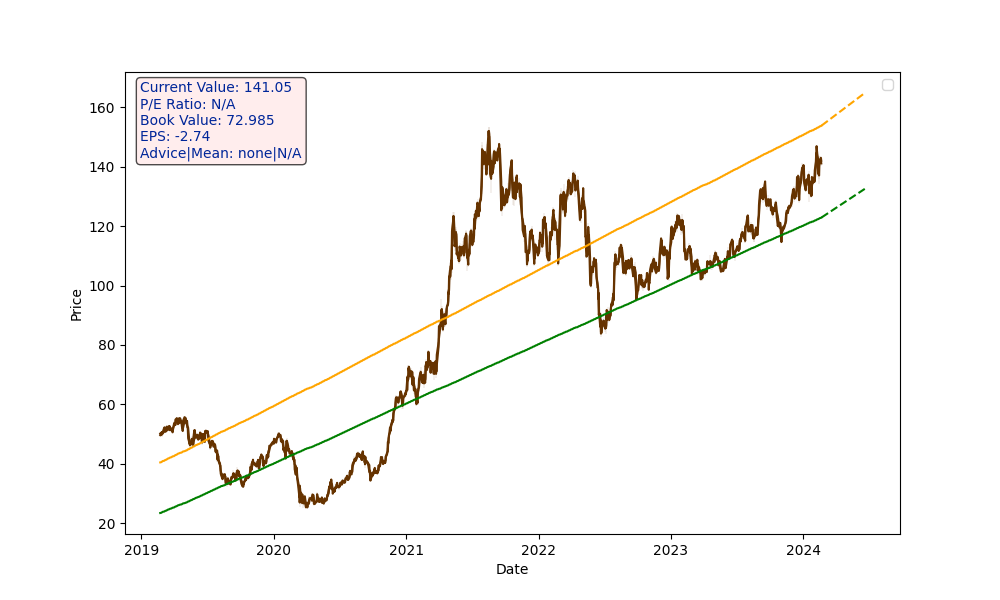 Current Value: 141.05
P/E Ratio: N/A
Book Value: 72.985
EPS: -2.74
Advice|Mean: none|N/A
Price
160
140
120
100
80
60
40
20
2019 2020 2021 2022 2023 2024
Date